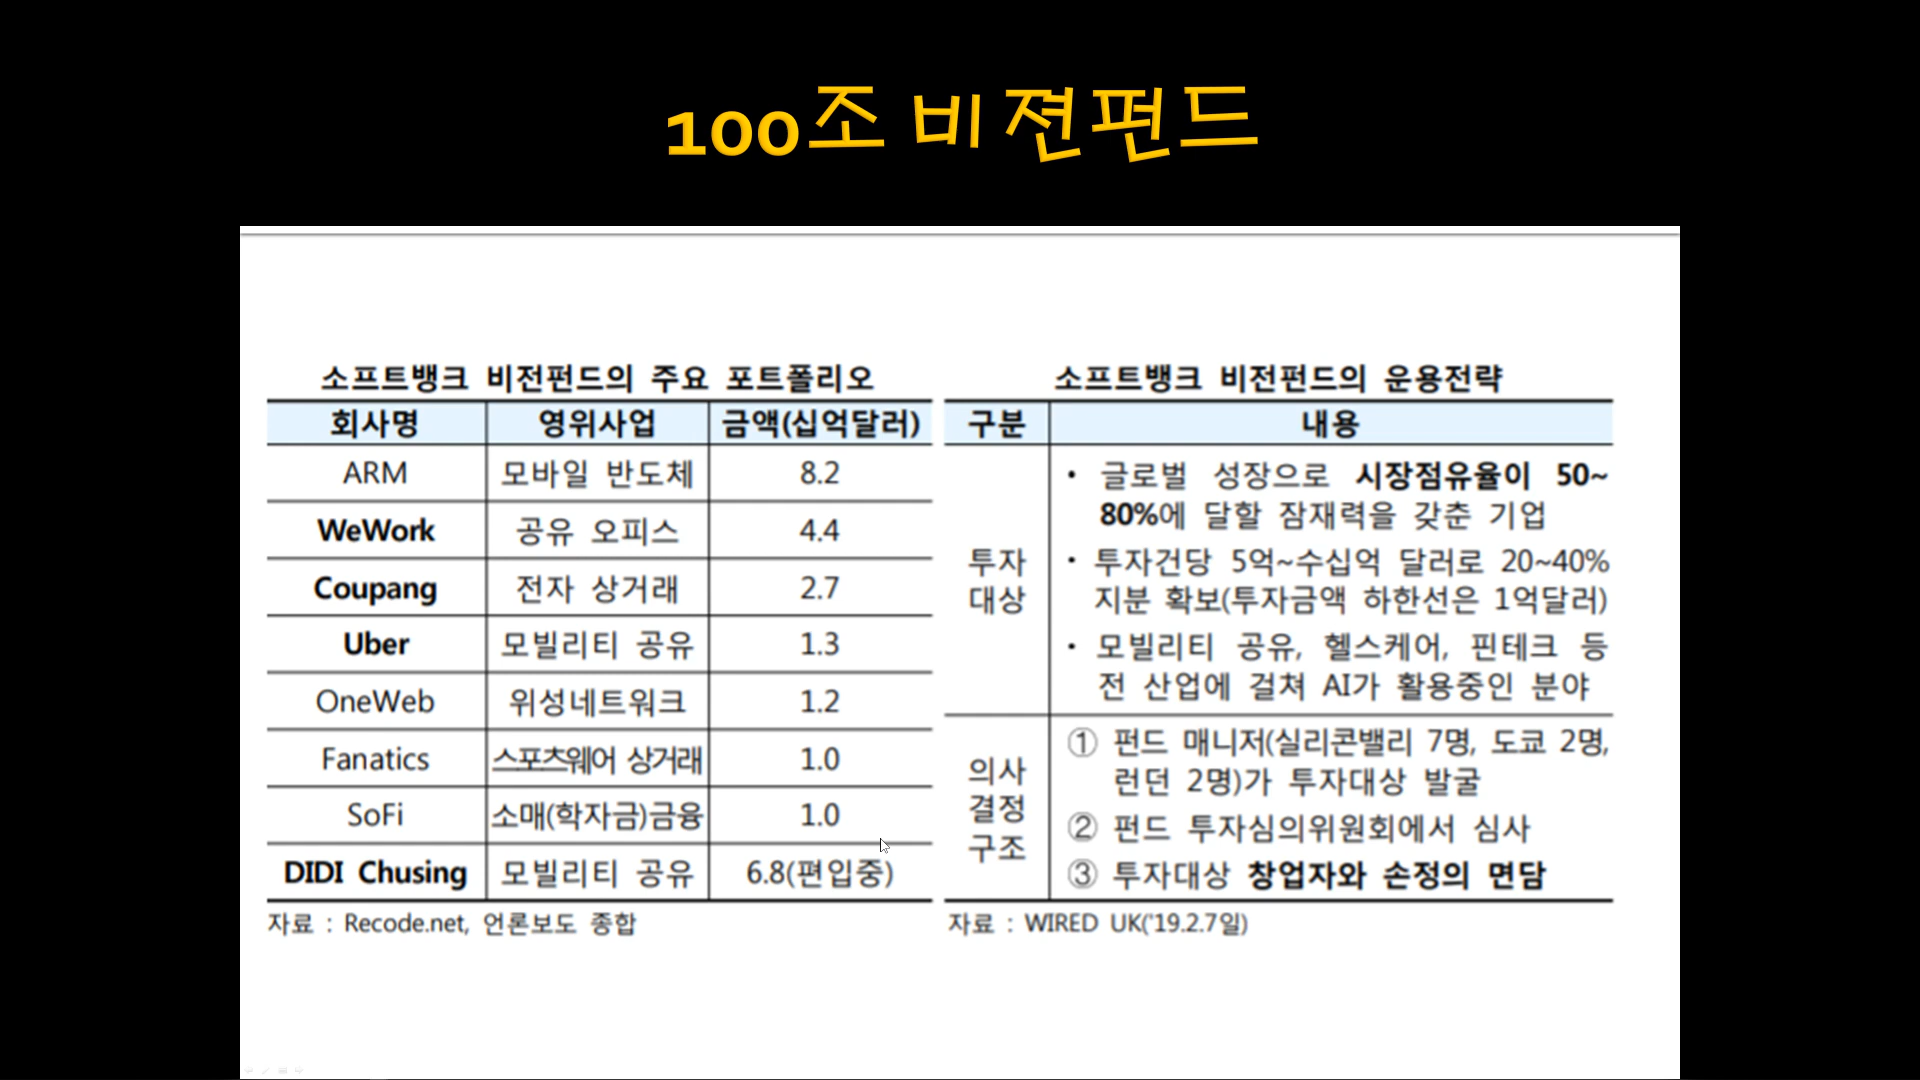 100조 비젼펀드
소프트뱅크 비전펀드의 주요 포트폴리오
회사명 영위사업 금액(십억달러)
ARM 모바일 반도체 8.2
WeWork 공유 오피스 4.4
Coupang 전자 상거래 2.7
Uber 모빌리티 공유 1.3
OneWeb 위성네트워크 1.2
Fanatics 스포츠웨어 상거래 1.0
SoFi 소매(학자금)금융 1.0
DIDI Chusing 모빌리티 공유 6.8(편입중)
자료 : Recode.net, 언론보도 종합
소프트뱅크 비전펀드의 운용전략
구분 내용
투자
대상
• 글로벌 성장으로 시장점유율이 50~
80%에 달할 잠재력을 갖춘 기업
• 투자건당 5억~수십억 달러로 20~40%
지분 확보(투자금액 하한선은 1억달러)
• 모빌리티 공유, 헬스케어, 핀테크 등
전 산업에 걸쳐 AI가 활용중인 분야
의사
결정
구조
① 펀드 매니저(실리콘밸리 7명, 도쿄 2명,
런던 2명)가 투자대상 발굴
② 펀드 투자심의위원회에서 심사
③ 투자대상 창업자와 손정의 면담
자료 : WIRED UK('19.2.7일)